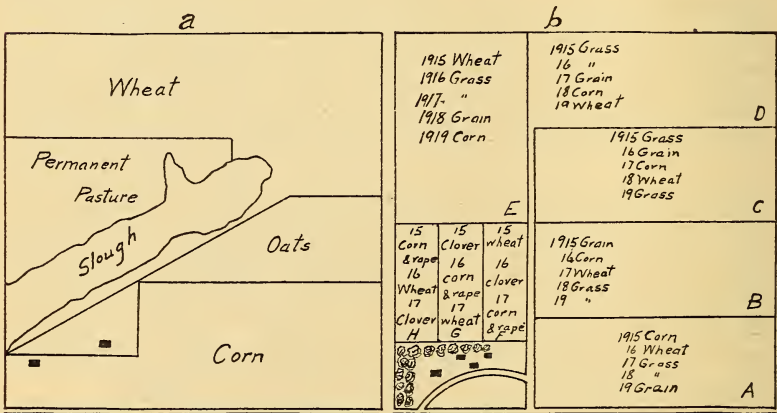 a
Wheat
Permanent
Pasture
Slough
Oats
Corn
b
1915 Wheat
1916 Grass
1917- "
1918 Grain
1919 Corn
E
15
Corn
& rape
16
Wheat
17
Clover
H
15
Clover
16
corn
& rape
17
wheat
G
15
wheat
16
clover
17
corn
& rape
F
1915 Grass
16 "
17 Grain
18 Corn
19 Wheat
D
1915 Grass
16 Grain
17 Corn
18 Wheat
19 Grass
C
1915 Grain
16 Corn
17 Wheat
18 Grass
19 "
B
1915 Corn
16 Wheat
17 Grass
18 "
19 Grain
A